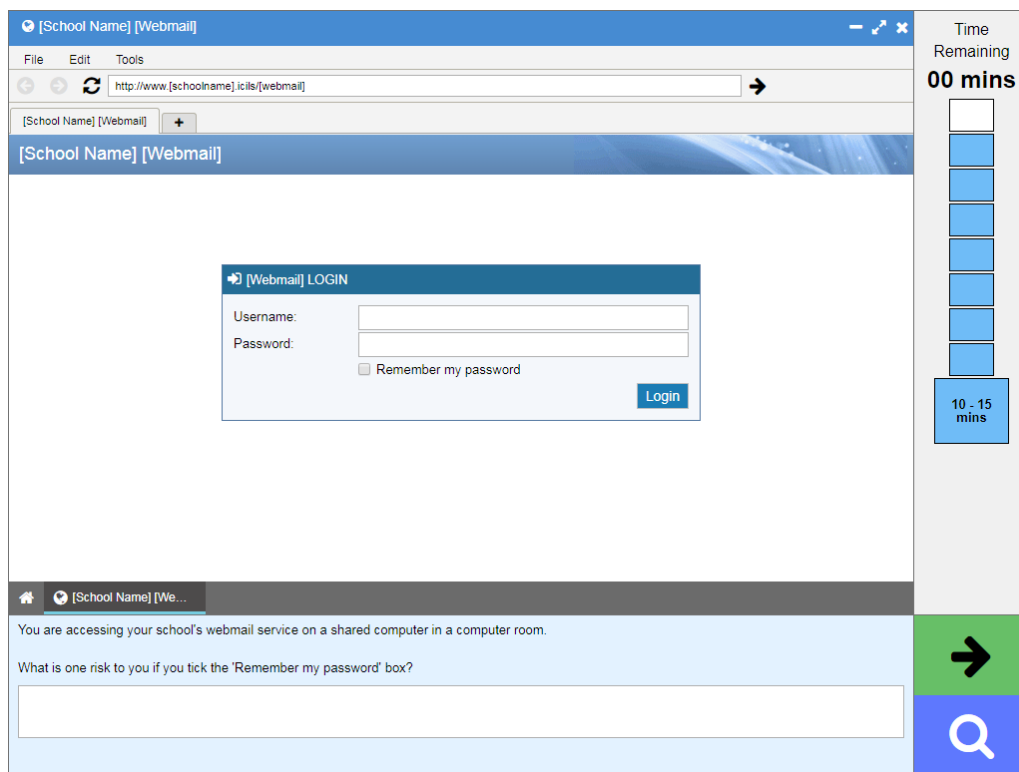 [School Name] [Webmail]
File Edit Tools
http://www.[schoolname].icils/[webmail]
[School Name] [Webmail] +
[School Name] [Webmail]
[Webmail] LOGIN
Username:
Password:
Remember my password
Login
[School Name] [We...
You are accessing your school's webmail service on a shared computer in a computer room.
What is one risk to you if you tick the 'Remember my password' box?
Time
Remaining
00 mins
10 - 15
mins